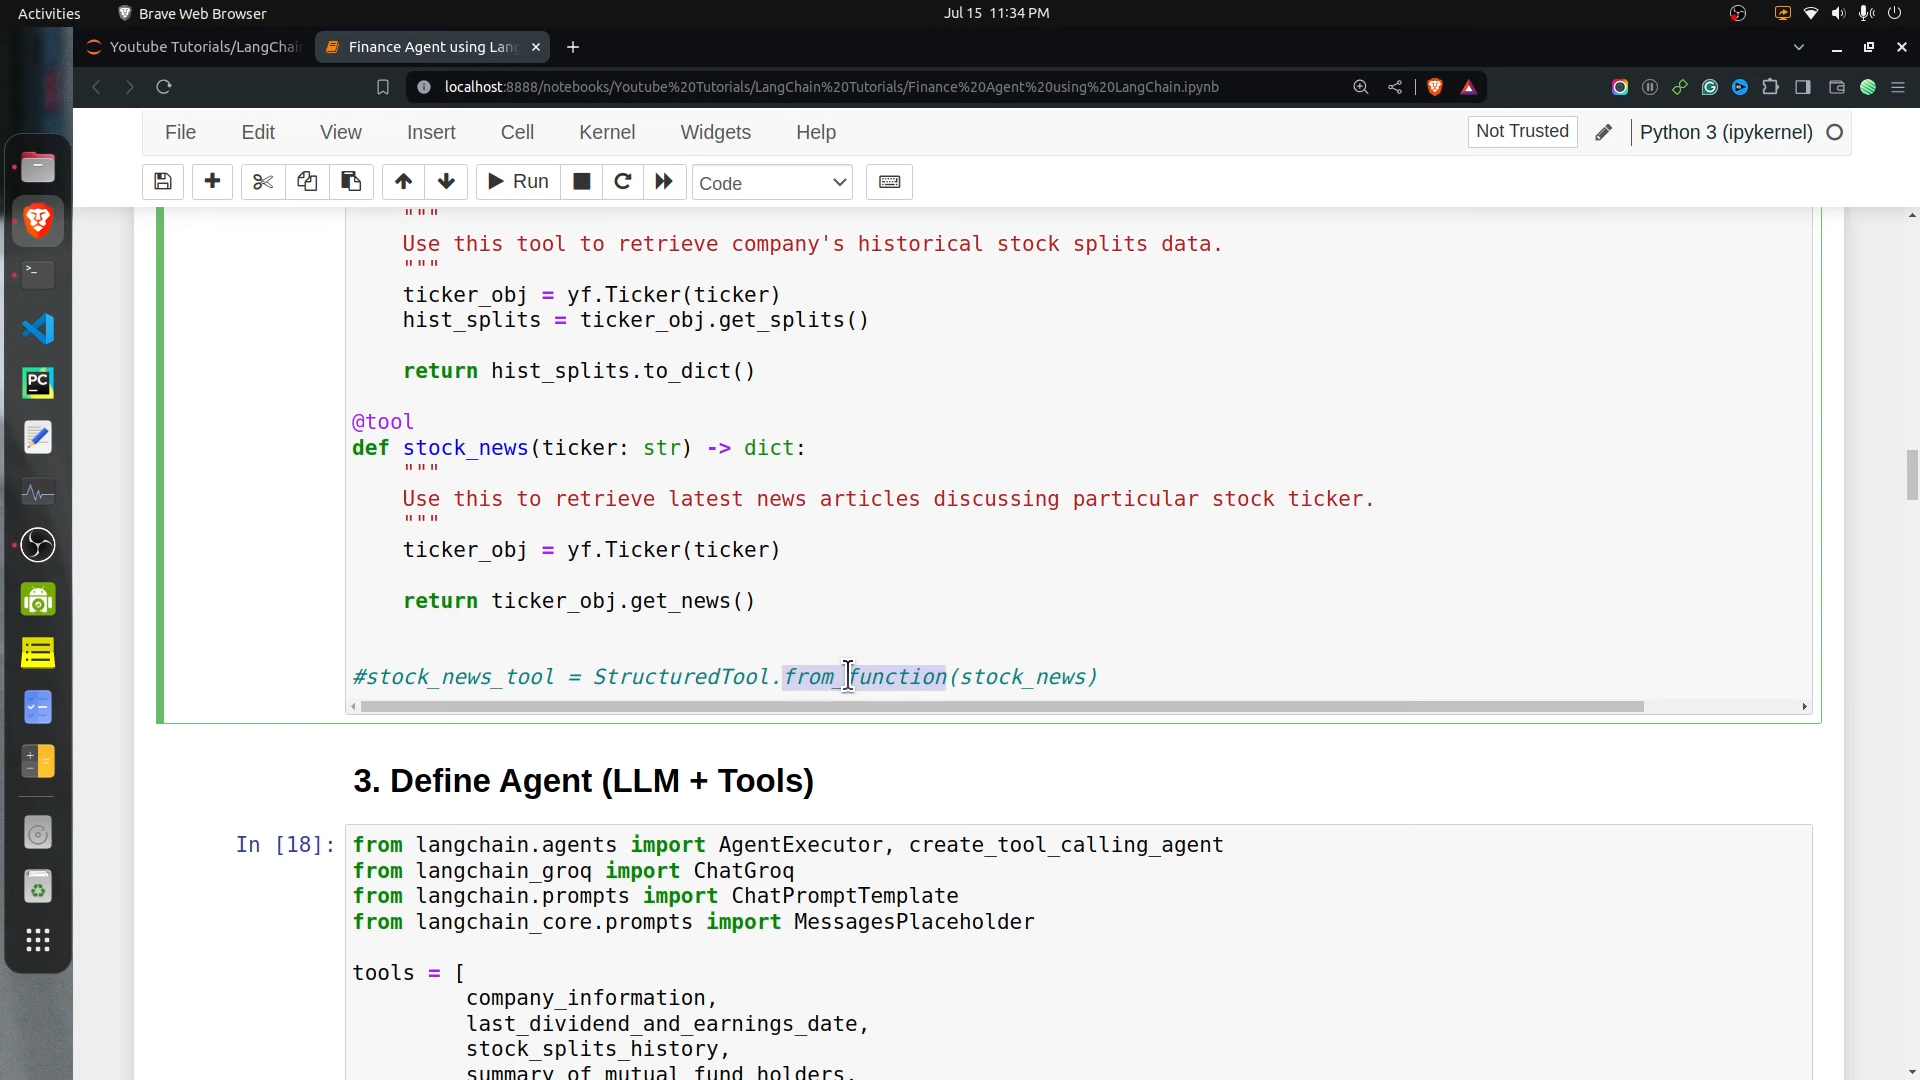 Activities
Brave Web Browser
Jul 15 11:34 PM
Youtube Tutorials/LangChai
Finance Agent using Lan
localhost:8888/notebooks/Youtube%20Tutorials/LangChain%20Tutorials/Finance%20Agent%20using%20LangChain.ipynb
File Edit View Insert Cell Kernel Widgets Help
Not Trusted
Python 3 (ipykernel)
Run
Code
"""
Use this tool to retrieve company's historical stock splits data.
"""
ticker_obj = yf.Ticker(ticker)
hist_splits = ticker_obj.get_splits()
return hist_splits.to_dict()
@tool
def stock_news(ticker: str) -> dict:
"""
Use this to retrieve latest news articles discussing particular stock ticker.
"""
ticker_obj = yf.Ticker(ticker)
return ticker_obj.get_news()
#stock_news_tool = StructuredTool.from_function(stock_news)
3. Define Agent (LLM + Tools)
In [18]:
from langchain.agents import AgentExecutor, create_tool_calling_agent
from langchain_groq import ChatGroq
from langchain.prompts import ChatPromptTemplate
from langchain_core.prompts import MessagesPlaceholder
tools = [
company_information,
last_dividend_and_earnings_date,
stock_splits_history,
summary_of_mutual_fund_holders,